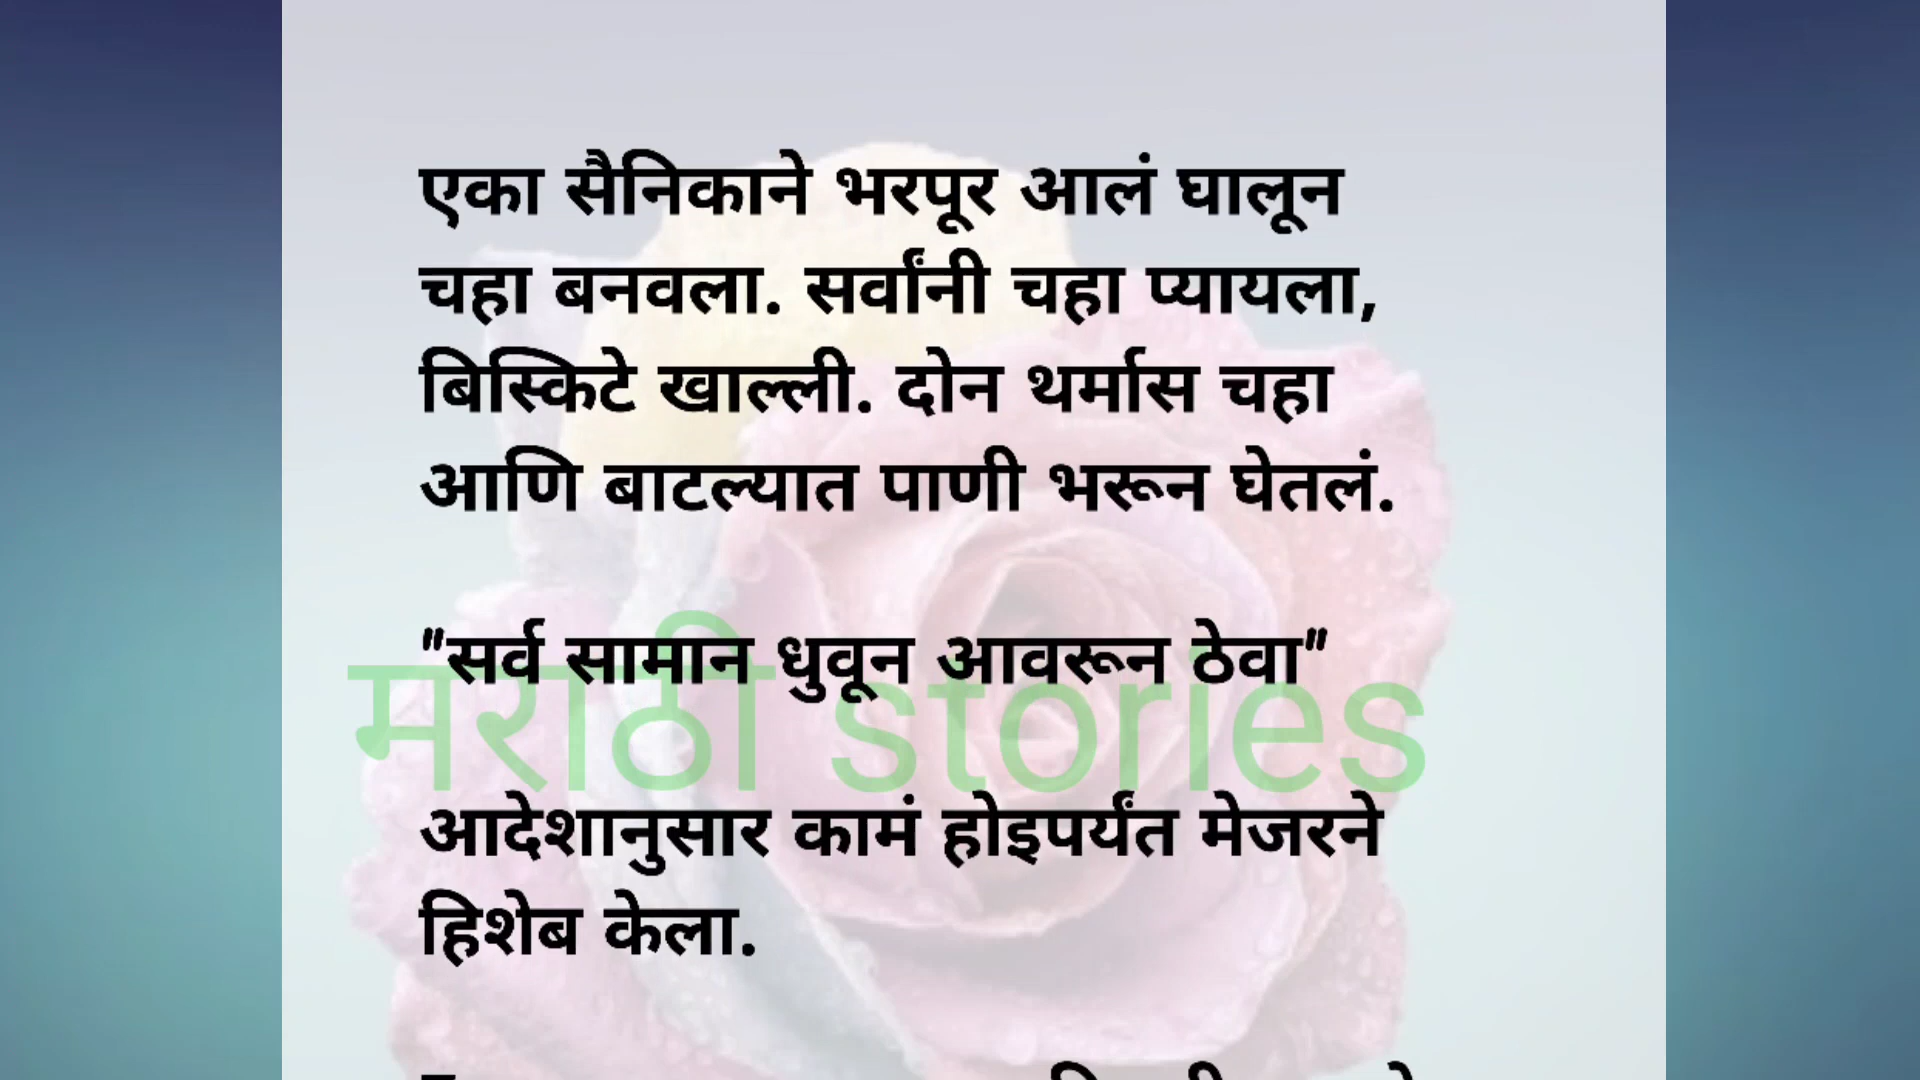 एका सैनिकाने भरपूर आलं घालून
चहा बनवला. सर्वांनी चहा प्यायला,
बिस्किटे खाल्ली. दोन थर्मास चहा
आणि बाटल्यात पाणी भरून घेतलं.
"सर्व सामान धुवून आवरून ठेवा"
मराठी stories
आदेशानुसार कामं होइपर्यंत मेजरने
हिशेब केला.